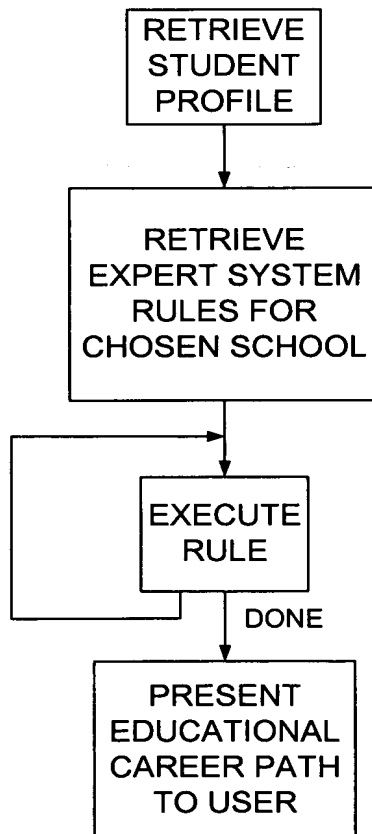 RETRIEVE
STUDENT
PROFILE
RETRIEVE
EXPERT SYSTEM
RULES FOR
CHOSEN SCHOOL
EXECUTE
RULE
DONE
PRESENT
EDUCATIONAL
CAREER PATH
TO USER